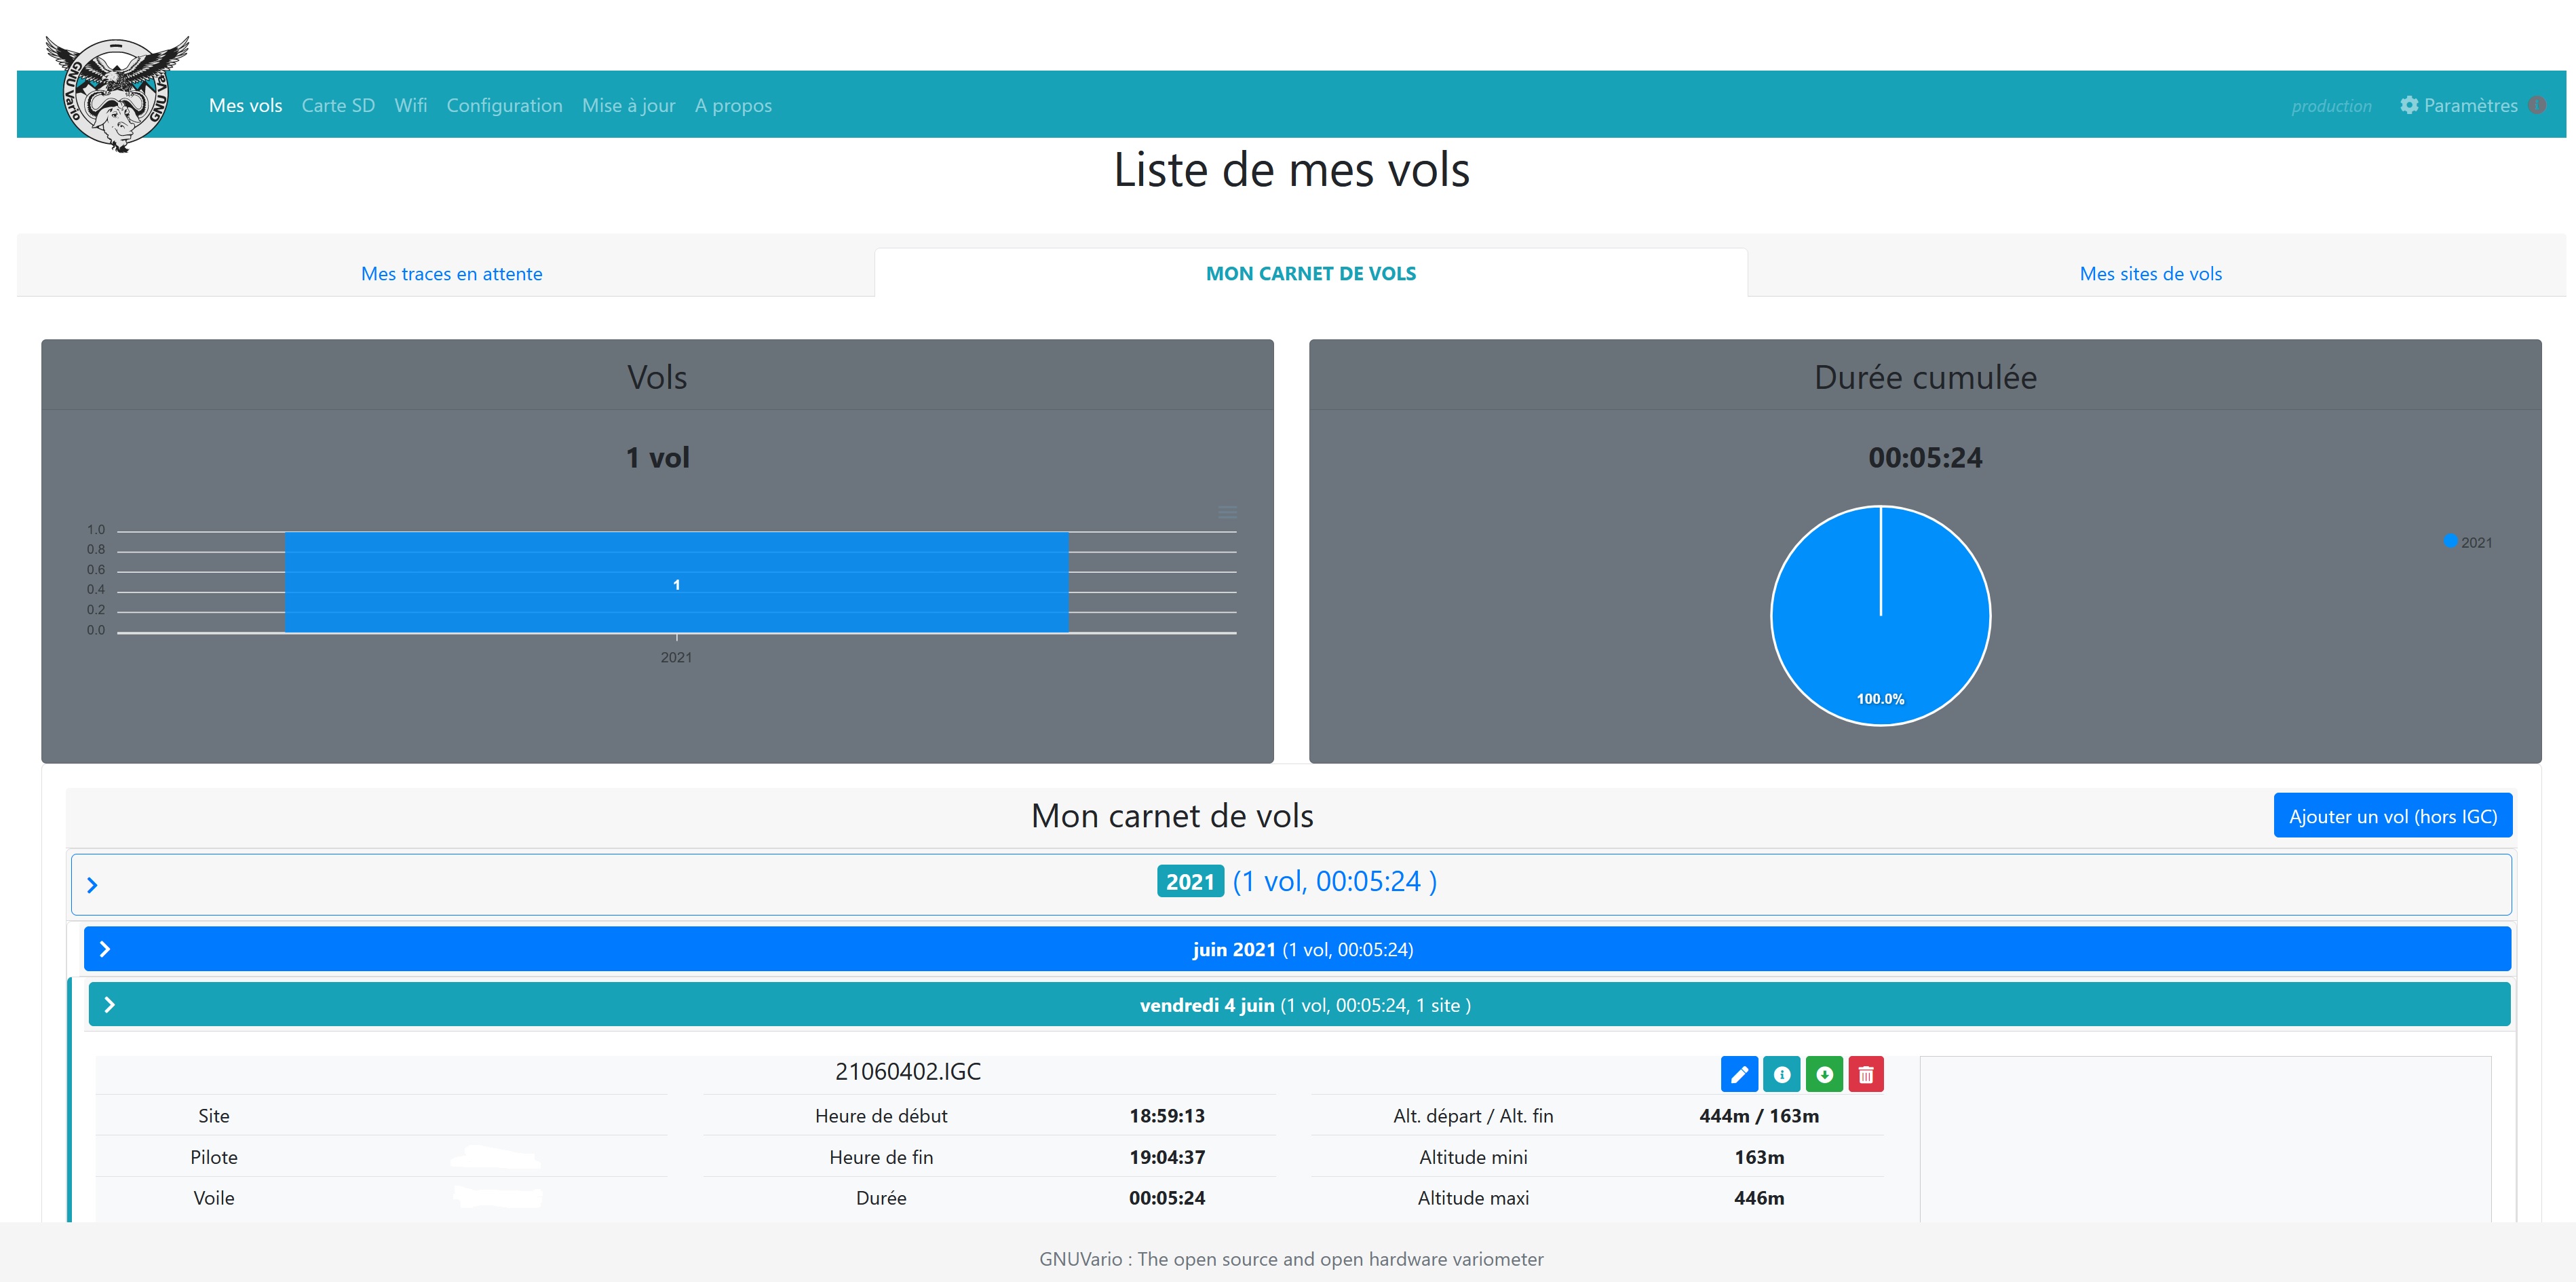 GNU Vario
GNU Vario
Mes vols Carte SD Wifi Configuration Mise à jour A propos production Paramètres
Liste de mes vols
Mes traces en attente MON CARNET DE VOLS Mes sites de vols
Vols
1 vol
1.0
0.8
0.6
0.4
0.2
0.0
1
2021
Durée cumulée
00:05:24
2021
100.0%
Mon carnet de vols Ajouter un vol (hors IGC)
2021 (1 vol, 00:05:24 )
juin 2021 (1 vol, 00:05:24)
vendredi 4 juin (1 vol, 00:05:24, 1 site )
21060402.IGC
Site Heure de début 18:59:13 Alt. départ / Alt. fin 444m / 163m
Pilote Heure de fin 19:04:37 Altitude mini 163m
Voile Durée 00:05:24 Altitude maxi 446m
GNUVario : The open source and open hardware variometer